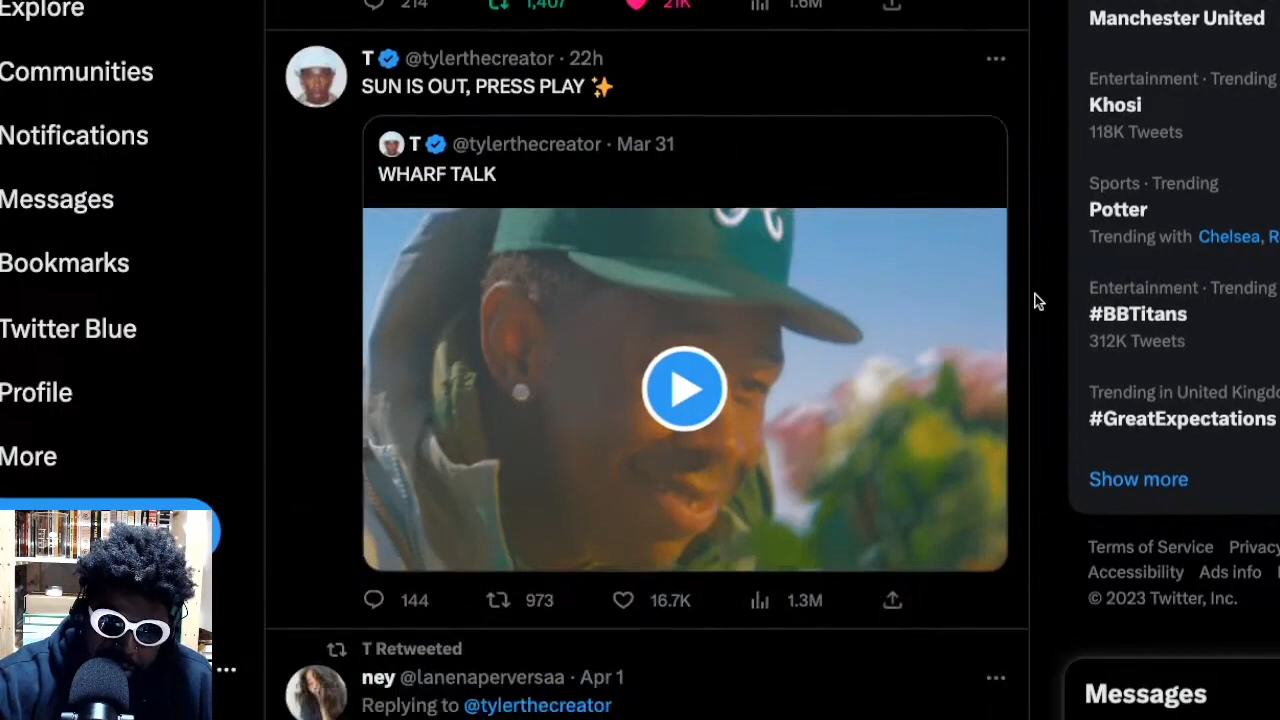 Explore
Communities
Notifications
Messages
Bookmarks
Twitter Blue
Profile
More
214 1,407 21K 1.6M
T @tylerthecreator · 22h
SUN IS OUT, PRESS PLAY ✨
T @tylerthecreator · Mar 31
WHARF TALK
144 973 16.7K 1.3M
T Retweeted
ney @lanenaperversaa · Apr 1
Replying to @tylerthecreator
Manchester United
Entertainment · Trending
Khosi
118K Tweets
Sports · Trending
Potter
Trending with Chelsea, R
Entertainment · Trending
#BBTitans
312K Tweets
Trending in United Kingdo
#GreatExpectations
Show more
Terms of Service Privacy
Accessibility Ads info
© 2023 Twitter, Inc.
Messages